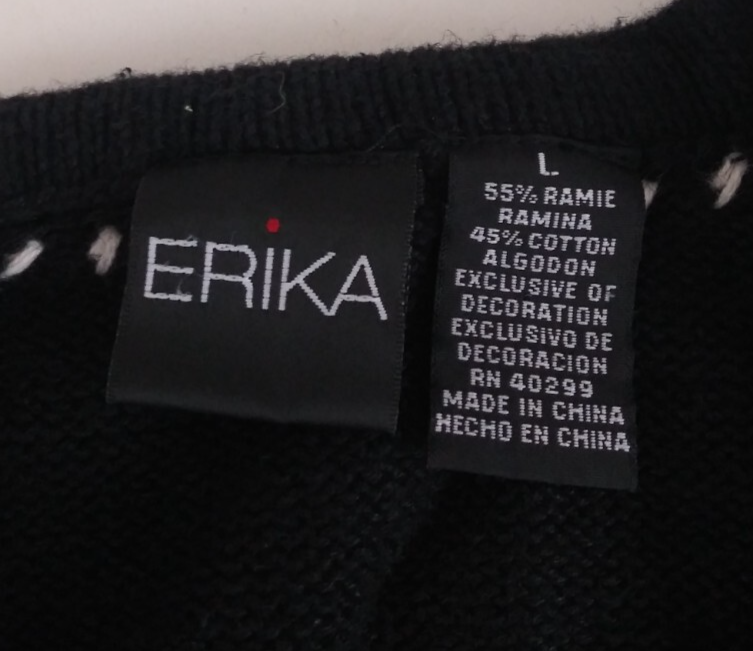 ERIKA
L
55% RAMIE
RAMINA
45% COTTON
ALGODON
EXCLUSIVE OF
DECORATION
EXCLUSIVO DE
DECORACION
RN 40299
MADE IN CHINA
HECHO EN CHINA